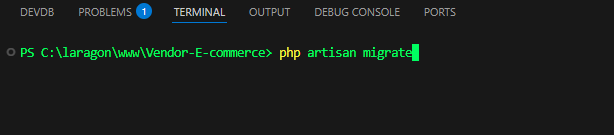 DEVDB PROBLEMS 1 TERMINAL OUTPUT DEBUG CONSOLE PORTS
PS C:\laragon\www\Vendor-E-commerce> php artisan migrate